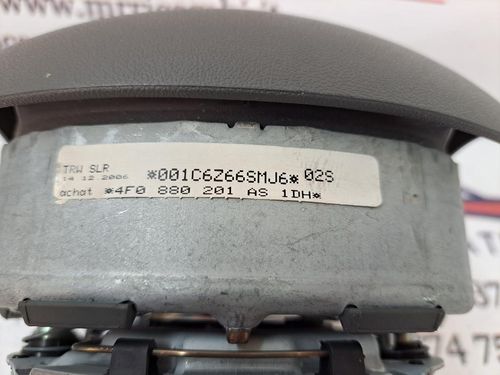 TRW SLR
14 12 2006 *001C6Z66SMJ6* 02S
achat *4F0 880 201 AS 1DH*